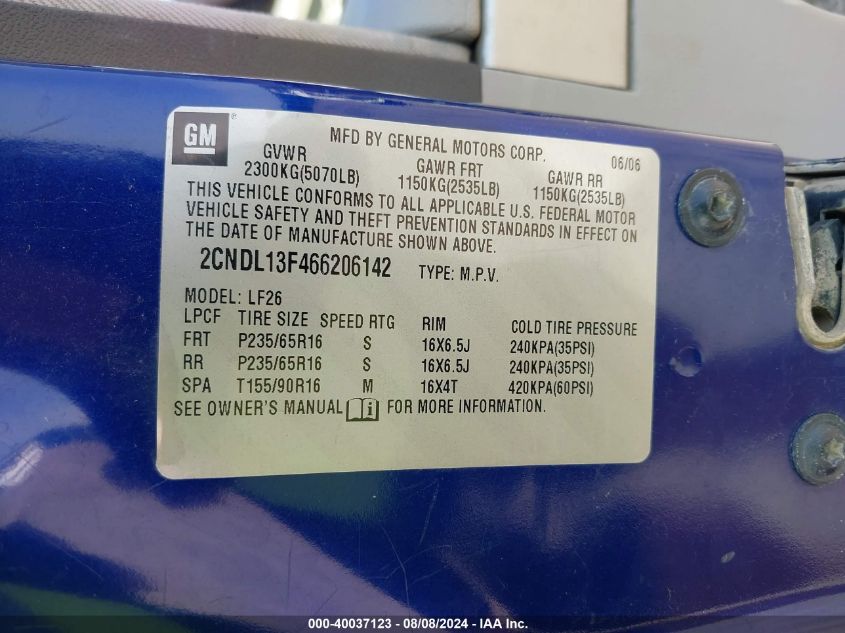 GM®
MFD BY GENERAL MOTORS CORP. 06/06
GVWR GAWR FRT GAWR RR
2300KG(5070LB) 1150KG(2535LB) 1150KG(2535LB)
THIS VEHICLE CONFORMS TO ALL APPLICABLE U.S. FEDERAL MOTOR
VEHICLE SAFETY AND THEFT PREVENTION STANDARDS IN EFFECT ON
THE DATE OF MANUFACTURE SHOWN ABOVE.
2CNDL13F466206142 TYPE: M.P.V.
MODEL: LF26
LPCF TIRE SIZE SPEED RTG RIM COLD TIRE PRESSURE
FRT P235/65R16 S 16X6.5J 240KPA(35PSI)
RR P235/65R16 S 16X6.5J 240KPA(35PSI)
SPA T155/90R16 M 16X4T 420KPA(60PSI)
SEE OWNER'S MANUAL i FOR MORE INFORMATION.
000-40037123 - 08/08/2024 - IAA Inc.